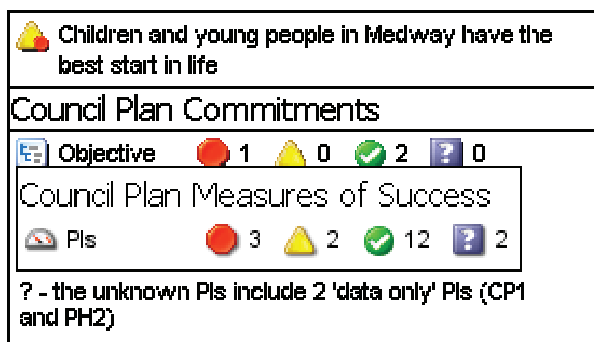 Children and young people in Medway have the
best start in life
Council Plan Commitments
Objective 1 0 2 ? 0
Council Plan Measures of Success
PIs 3 2 12 ? 2
? - the unknown PIs include 2 'data only' PIs (CP1
and PH2)